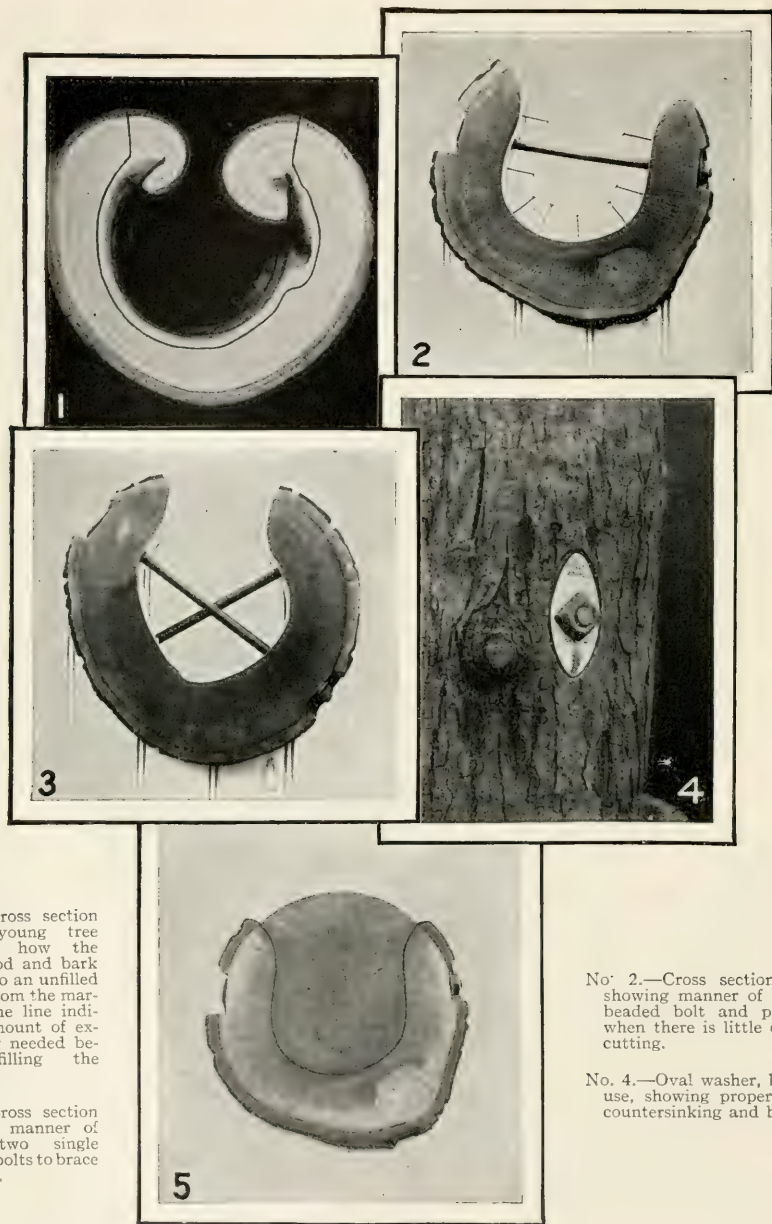 1
2
3
4
5
ross section
young tree
how the
od and bark
o an unfilled
om the mar-
ne line indi-
mount of ex-
needed be-
filling the
ross section
manner of
two single
bolts to brace
No. 2.—Cross section
showing manner of
beaded bolt and p
when there is little
cutting.
No. 4.—Oval washer,
use, showing proper
countersinking and b